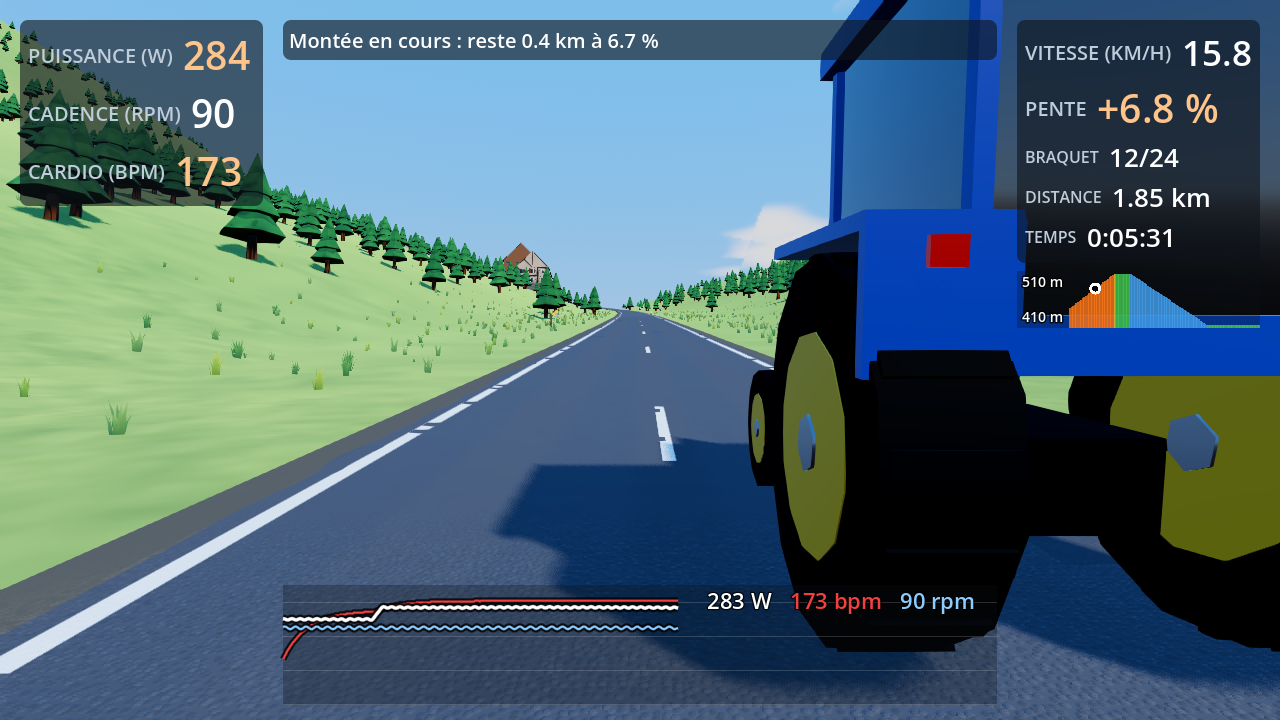 PUISSANCE (W) 284
CADENCE (RPM) 90
CARDIO (BPM) 173
Montée en cours : reste 0.4 km à 6.7 %
VITESSE (KM/H) 15.8
PENTE +6.8 %
BRAQUET 12/24
DISTANCE 1.85 km
TEMPS 0:05:31
510 m
410 m
283 W 173 bpm 90 rpm